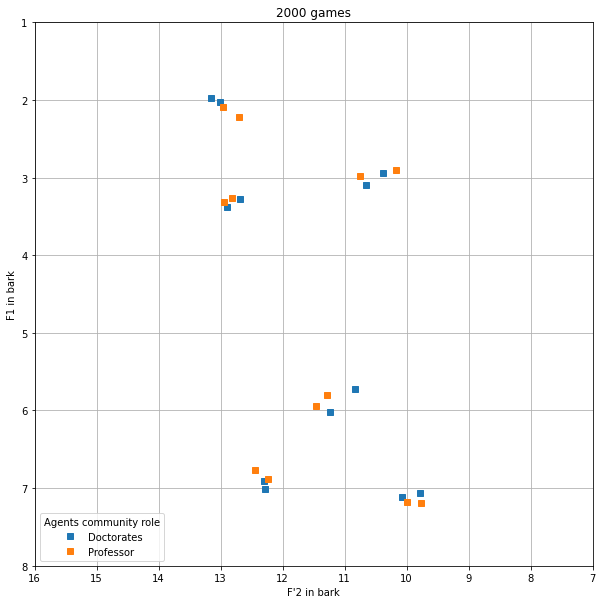 2000 games
1
2
3
4
5
6
7
8
F1 in bark
Agents community role
Doctorates
Professor
16 15 14 13 12 11 10 9 8 7
F'2 in bark